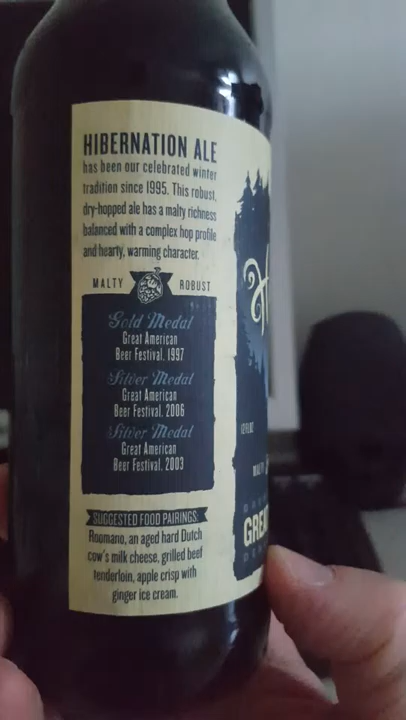 HIBERNATION ALE
has been our celebrated winter
tradition since 1995. This robust,
dry-hopped ale has a malty richness
balanced with a complex hop profile
and hearty, warming character.
MALTY ROBUST
Gold Medal
Great American
Beer Festival, 1997
Silver Medal
Great American
Beer Festival, 2006
Silver Medal
Great American
Beer Festival, 2003
SUGGESTED FOOD PAIRINGS:
Roomano, an aged hard Dutch
cow's milk cheese, grilled beef
tenderloin, apple crisp with
ginger ice cream.
H
MALTY
GREAT